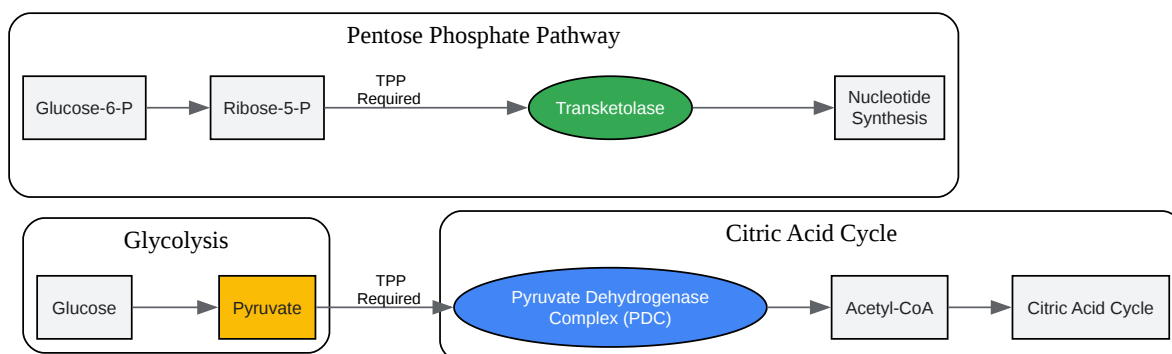 Pentose Phosphate Pathway
Glucose-6-P
Ribose-5-P
TPP
Required
Transketolase
Nucleotide
Synthesis
Glycolysis
Glucose
Pyruvate
TPP
Required
Citric Acid Cycle
Pyruvate Dehydrogenase
Complex (PDC)
Acetyl-CoA
Citric Acid Cycle